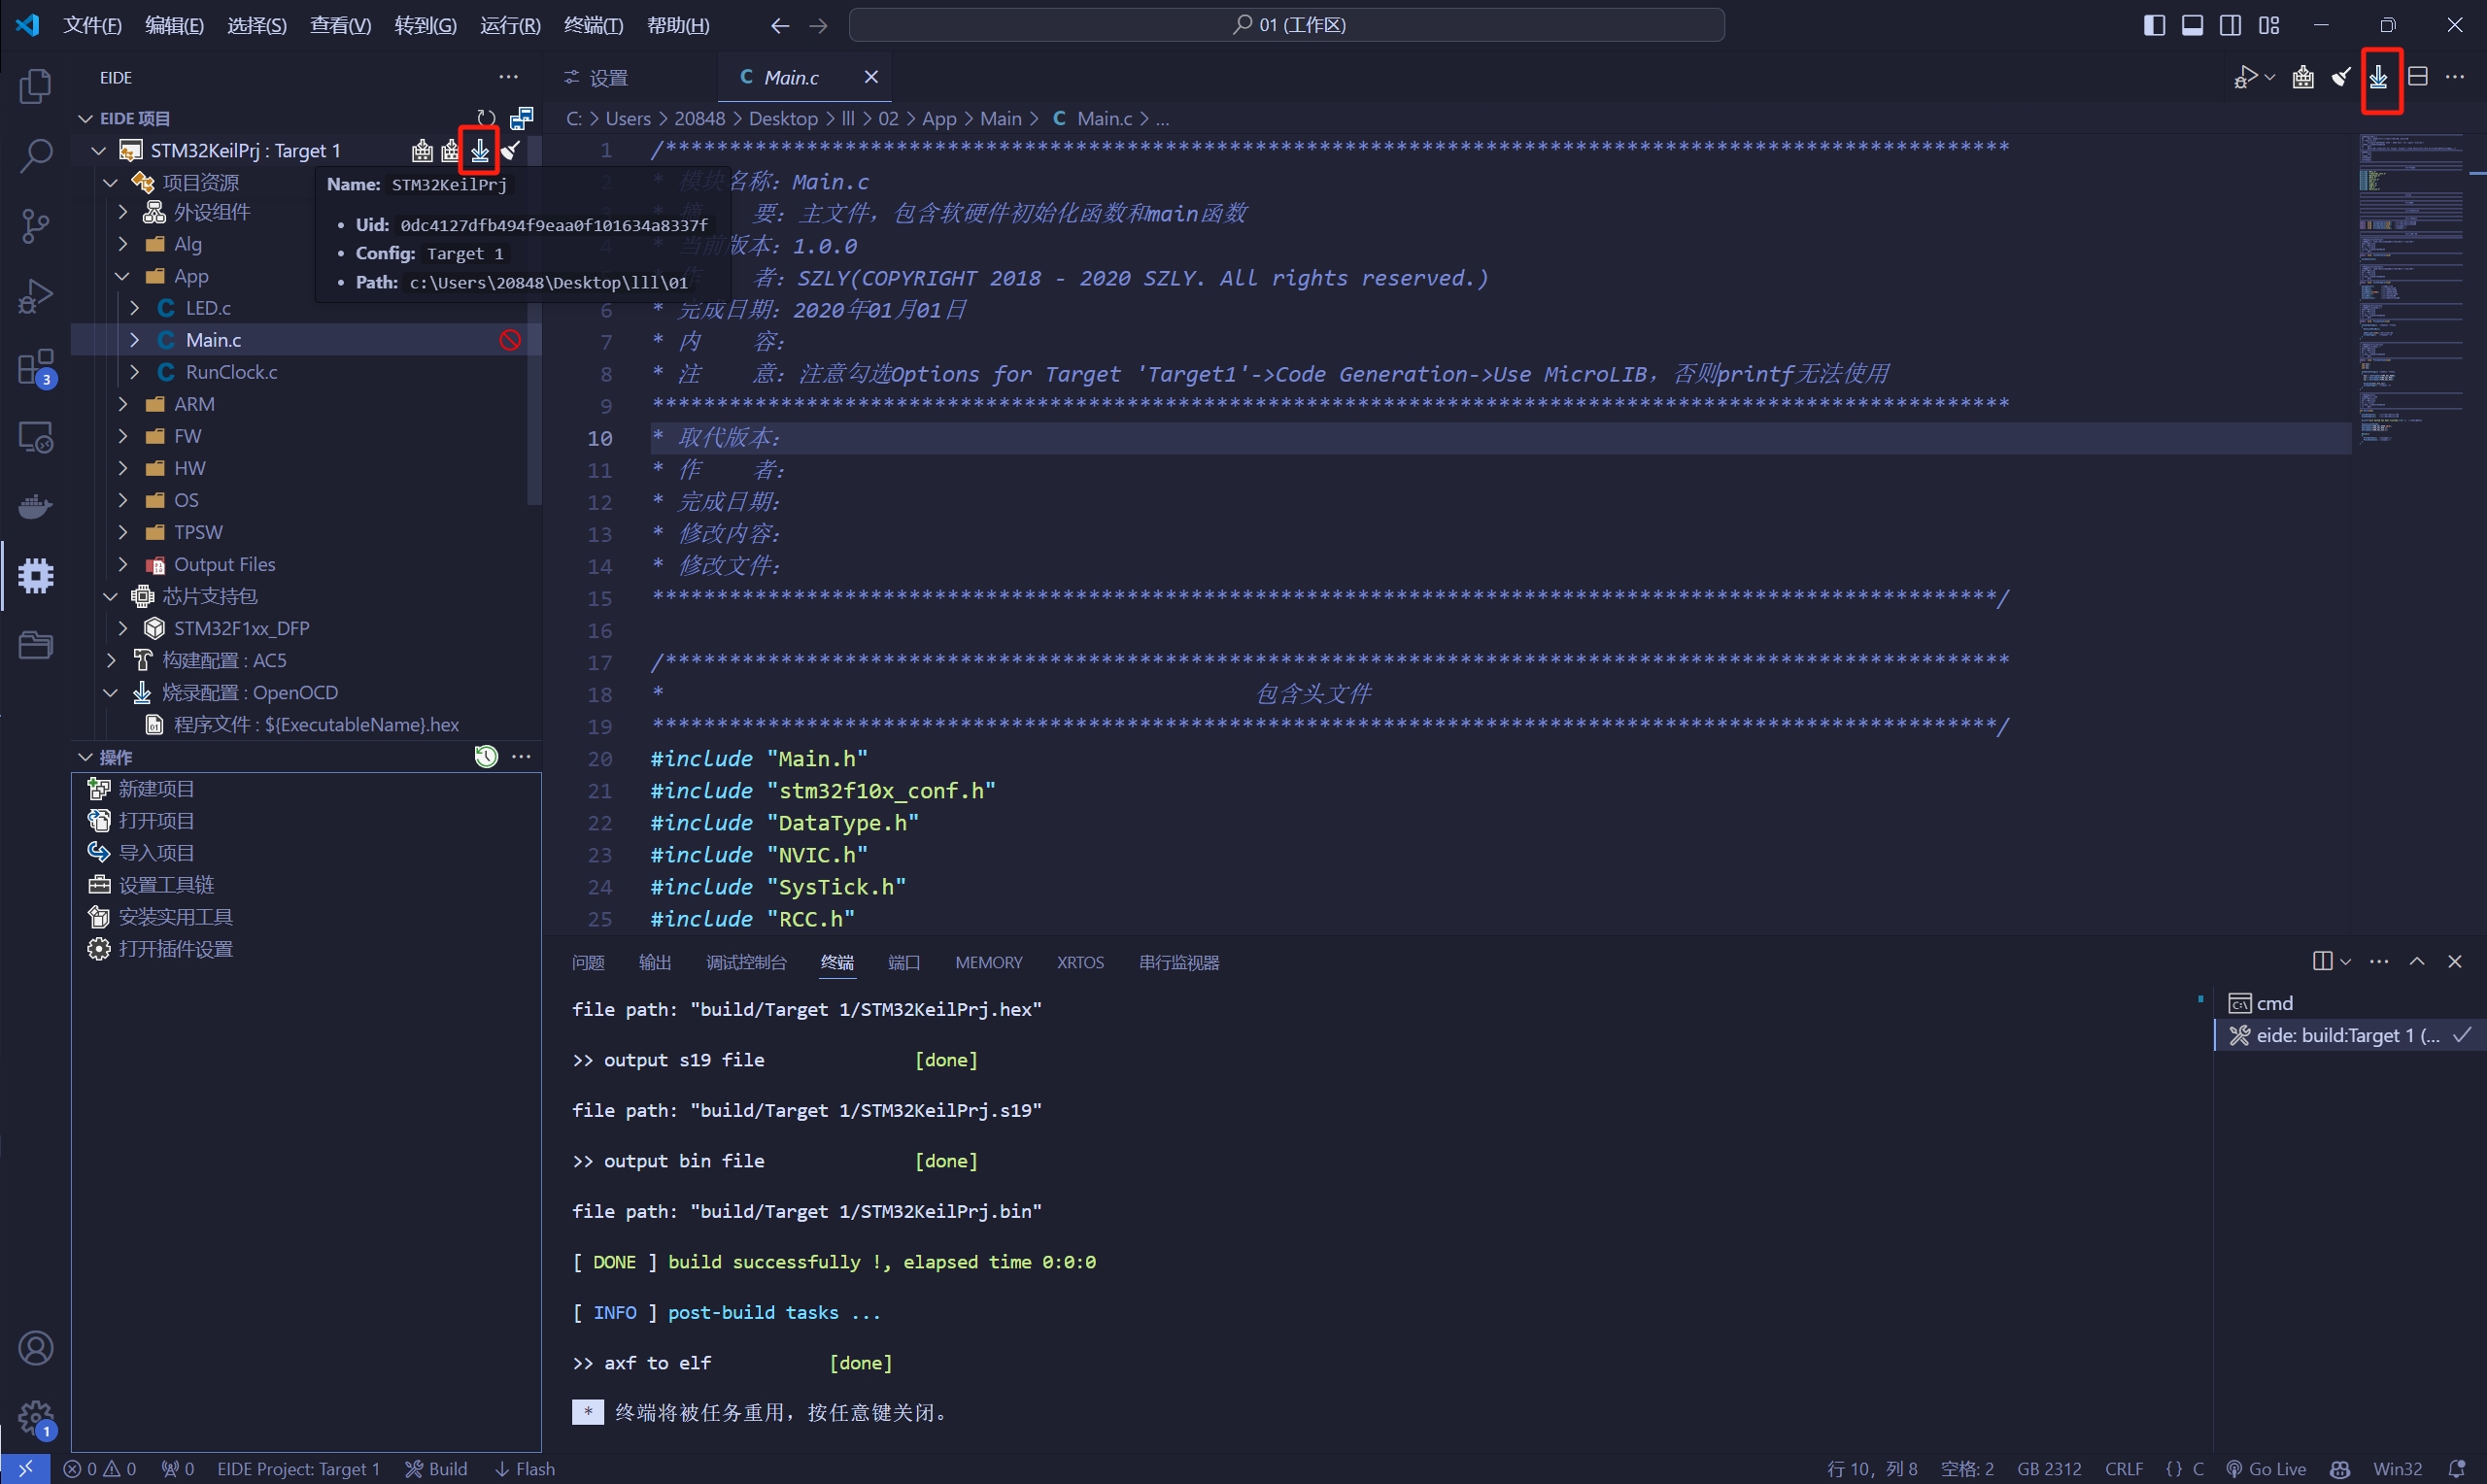 文件(F) 编辑(E) 选择(S) 查看(V) 转到(G) 运行(R) 终端(T) 帮助(H)
01 (工作区)
EIDE
设置
Main.c
EIDE 项目
C: > Users > 20848 > Desktop > lll > 02 > App > Main > C Main.c > ...
STM32KeilPrj : Target 1
项目资源
外设组件
Alg
App
LED.c
Main.c
RunClock.c
ARM
FW
HW
OS
TPSW
Output Files
芯片支持包
STM32F1xx_DFP
构建配置 : AC5
烧录配置 : OpenOCD
程序文件 : ${ExecutableName}.hex
Name: STM32KeilPrj
• Uid: 0dc4127dfb494f9eaa0f101634a8337f
• Config: Target 1
• Path: c:\Users\20848\Desktop\lll\01
操作
新建项目
打开项目
导入项目
设置工具链
安装实用工具
打开插件设置
3
1
1 /*********************************************************************************************************
2 * 模块名称: Main.c
* 摘 要: 主文件, 包含软硬件初始化函数和main函数
4 * 当前版本: 1.0.0
* 作 者: SZLY(COPYRIGHT 2018 - 2020 SZLY. All rights reserved.)
6 * 完成日期: 2020年01月01日
7 * 内 容:
8 * 注 意: 注意勾选Options for Target 'Target1'->Code Generation->Use MicroLIB, 否则printf无法使用
9 **********************************************************************************************************
10 * 取代版本:
11 * 作 者:
12 * 完成日期:
13 * 修改内容:
14 * 修改文件:
15 *********************************************************************************************************/
16
17 /*********************************************************************************************************
18 * 包含头文件
19 *********************************************************************************************************/
20 #include "Main.h"
21 #include "stm32f10x_conf.h"
22 #include "DataType.h"
23 #include "NVIC.h"
24 #include "SysTick.h"
25 #include "RCC.h"
问题 输出 调试控制台 终端 端口 MEMORY XRTOS 串行监视器
file path: "build/Target 1/STM32KeilPrj.hex"
>> output s19 file [done]
file path: "build/Target 1/STM32KeilPrj.s19"
>> output bin file [done]
file path: "build/Target 1/STM32KeilPrj.bin"
[ DONE ] build successfully !, elapsed time 0:0:0
[ INFO ] post-build tasks ...
>> axf to elf [done]
* 终端将被任务重用，按任意键关闭。
cmd
eide: build:Target 1 (...
0 0 0 EIDE Project: Target 1 Build Flash
行 10，列 8 空格: 2 GB 2312 CRLF {} C Go Live Win32